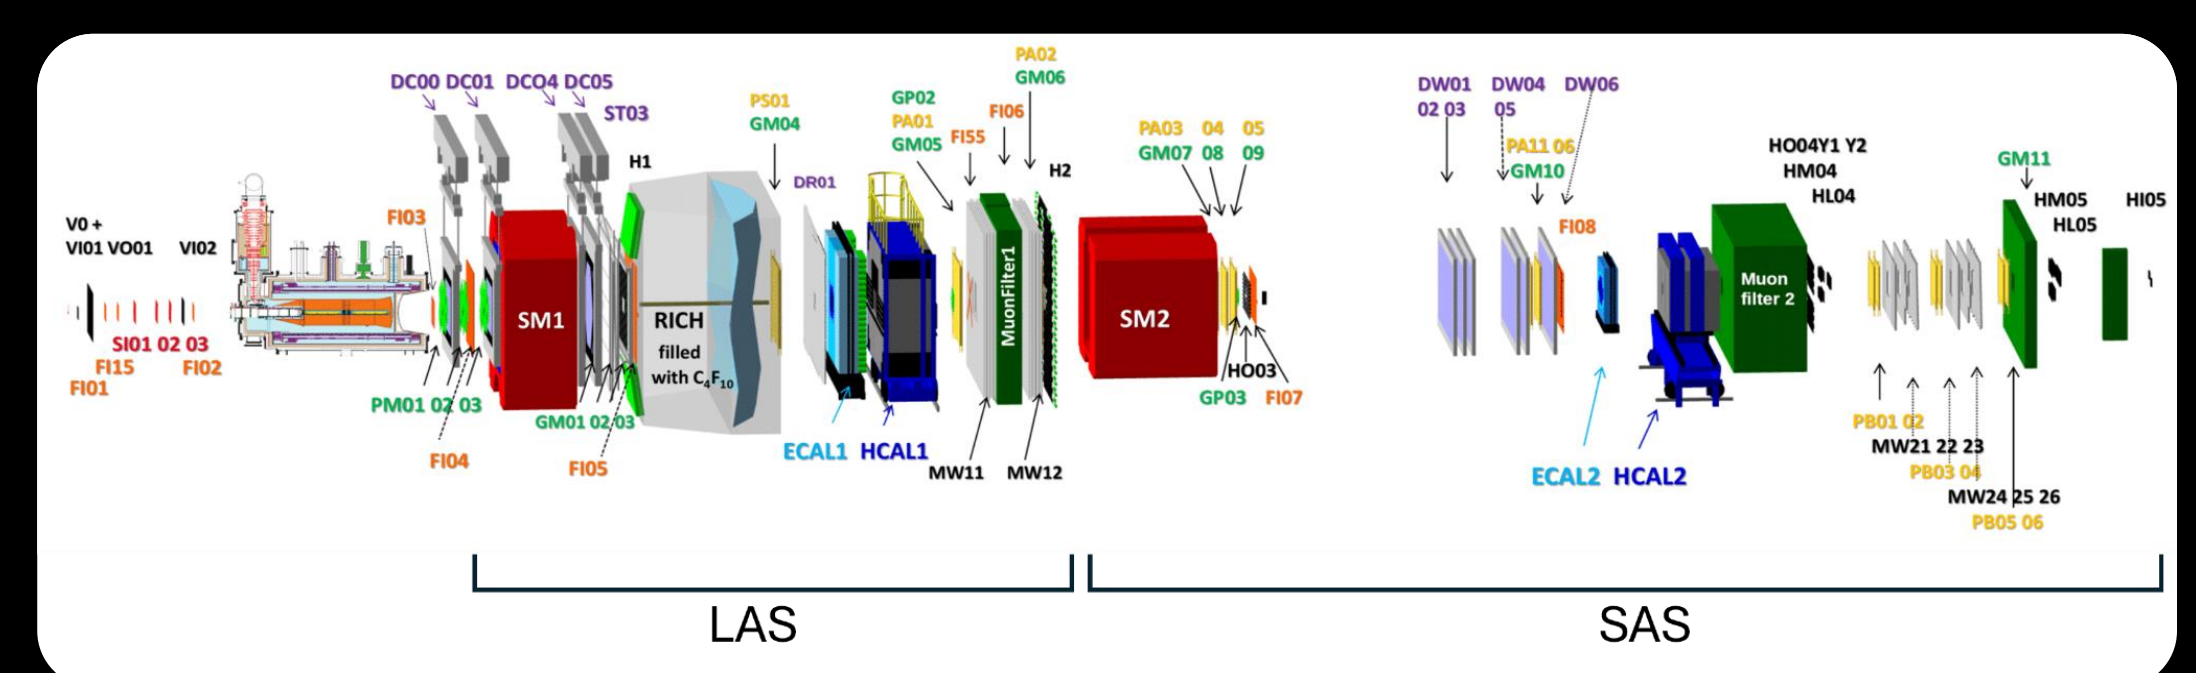 V0 +
VI01 VO01
VI02
SI01 02 03
FI15
FI02
FI01
DC00 DC01
DCO4 DC05
ST03
H1
FI03
SM1
PM01 02 03
FI04
GM01 02 03
FI05
RICH
filled
with C₄F₁₀
PS01
GM04
DR01
ECAL1
HCAL1
GP02
PA01
GM05
FI55
FI06
PA02
GM06
H2
MuonFilter1
MW11
MW12
SM2
PA03 04 05
GM07 08 09
HO03
GP03
FI07
DW01
02 03
DW04
05
DW06
PA11 06
GM10
FI08
ECAL2
HCAL2
HO04Y1 Y2
HM04
HL04
Muon
filter 2
GM11
HM05
HL05
HI05
PB01 02
MW21 22 23
PB03 04
MW24 25 26
PB05 06
LAS
SAS